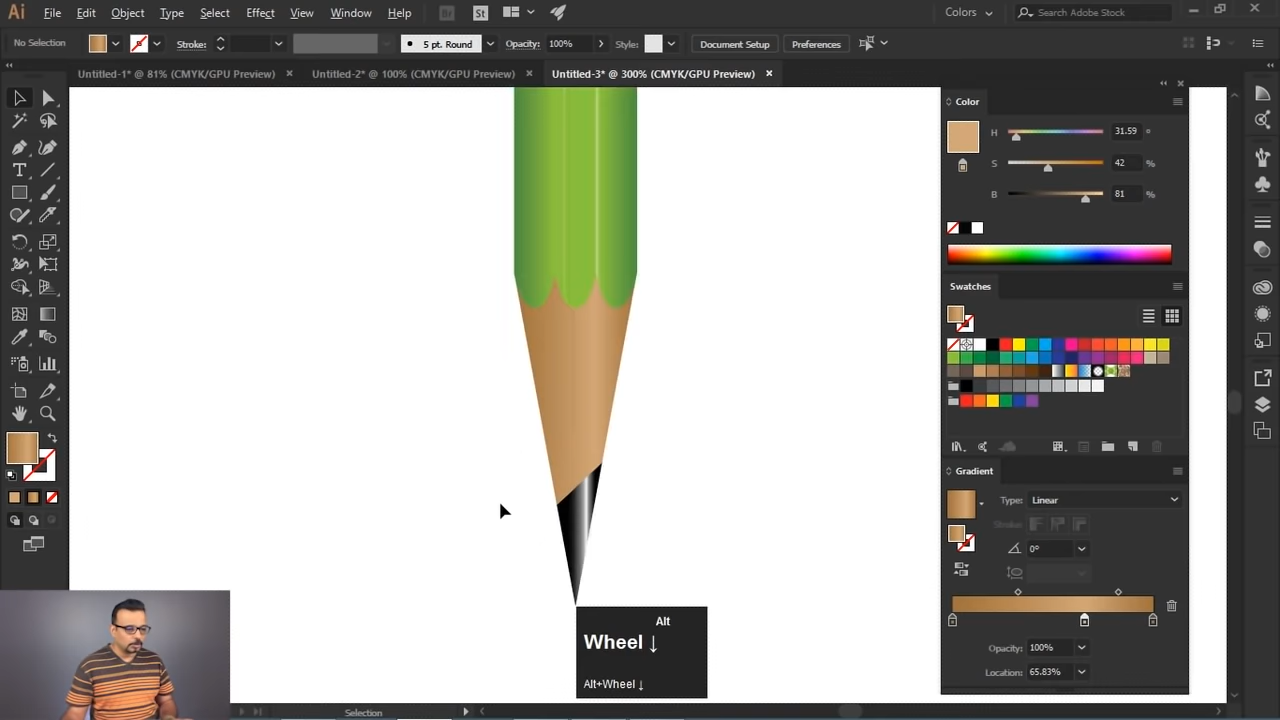 Ai File Edit Object Type Select Effect View Window Help Br St Colors Search Adobe Stock
No Selection Stroke: 5 pt. Round Opacity: 100% Style: Document Setup Preferences
Untitled-1* @ 81% (CMYK/GPU Preview) Untitled-2* @ 100% (CMYK/GPU Preview) Untitled-3* @ 300% (CMYK/GPU Preview)
Color
H 31.59 °
S 42 %
B 81 %
Swatches
Gradient
Type: Linear
Stroke:
0°
Opacity: 100%
Location: 65.83%
Alt
Wheel ↓
Alt+Wheel ↓
Selection